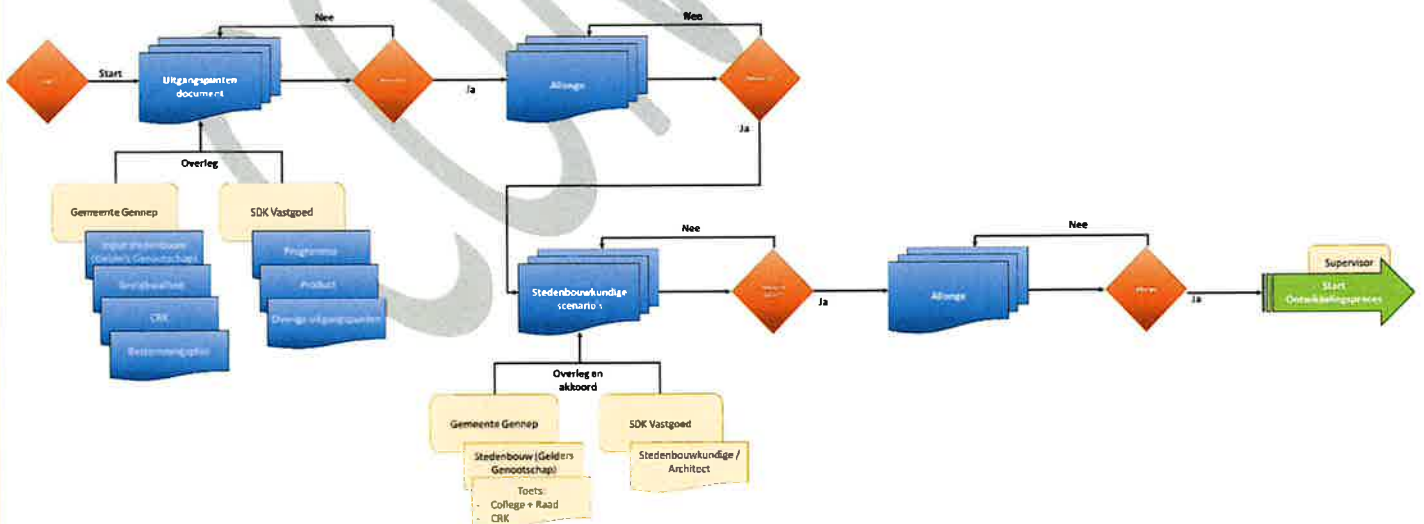 Nee
Nee
Start
Uitgangspunten
document
Ja
Allonge
Ja
Overleg
Gemeente Gennep
SDK Vastgoed
Input stedenbouw
(Gelders Genootschap)
Programma
Product
CRK
Overige uitgangspunten
Bestemmingsplan
Nee
Nee
Stedenbouwkundige
scenario's
Ja
Allonge
Ja
Supervisor
Start
Ontwikkelingsproces
Overleg en
akkoord
Gemeente Gennep
SDK Vastgoed
Stedenbouw (Gelders
Genootschap)
Stedenbouwkundige /
Architect
Toets:
- College + Raad
- CRK